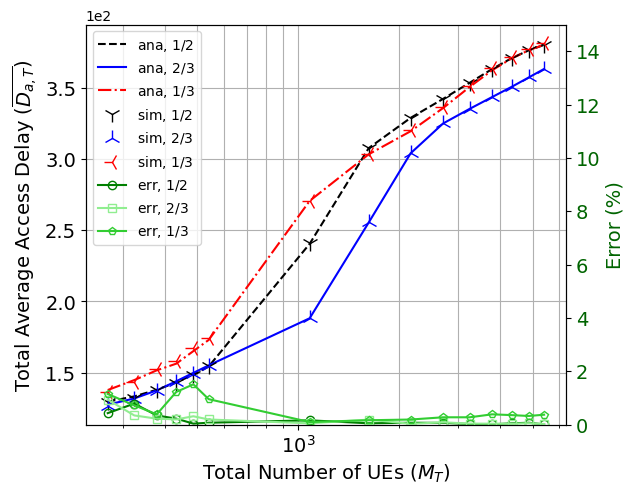 1e2
ana, 1/2
ana, 2/3
ana, 1/3
sim, 1/2
sim, 2/3
sim, 1/3
err, 1/2
err, 2/3
err, 1/3
Total Average Access Delay ($\overline{D_{a,T}}$)
3.5
3.0
2.5
2.0
1.5
14
12
10
8
6
4
2
0
Error (%)
10³
Total Number of UEs ($M_T$)